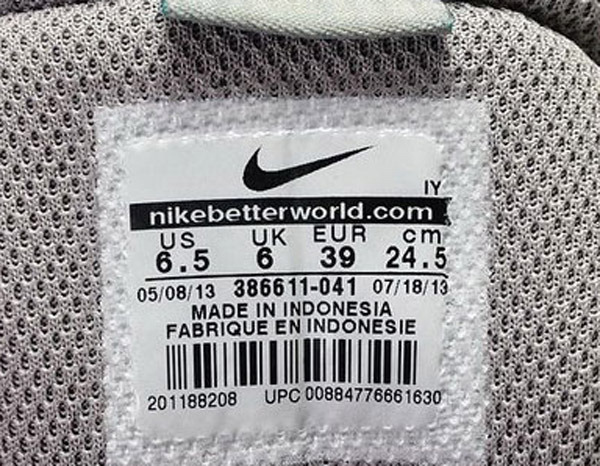 IY
nikebetterworld.com
US UK EUR cm
6.5 6 39 24.5
05/08/13 386611-041 07/18/13
MADE IN INDONESIA
FABRIQUE EN INDONESIE
201188208 UPC 00884776661630